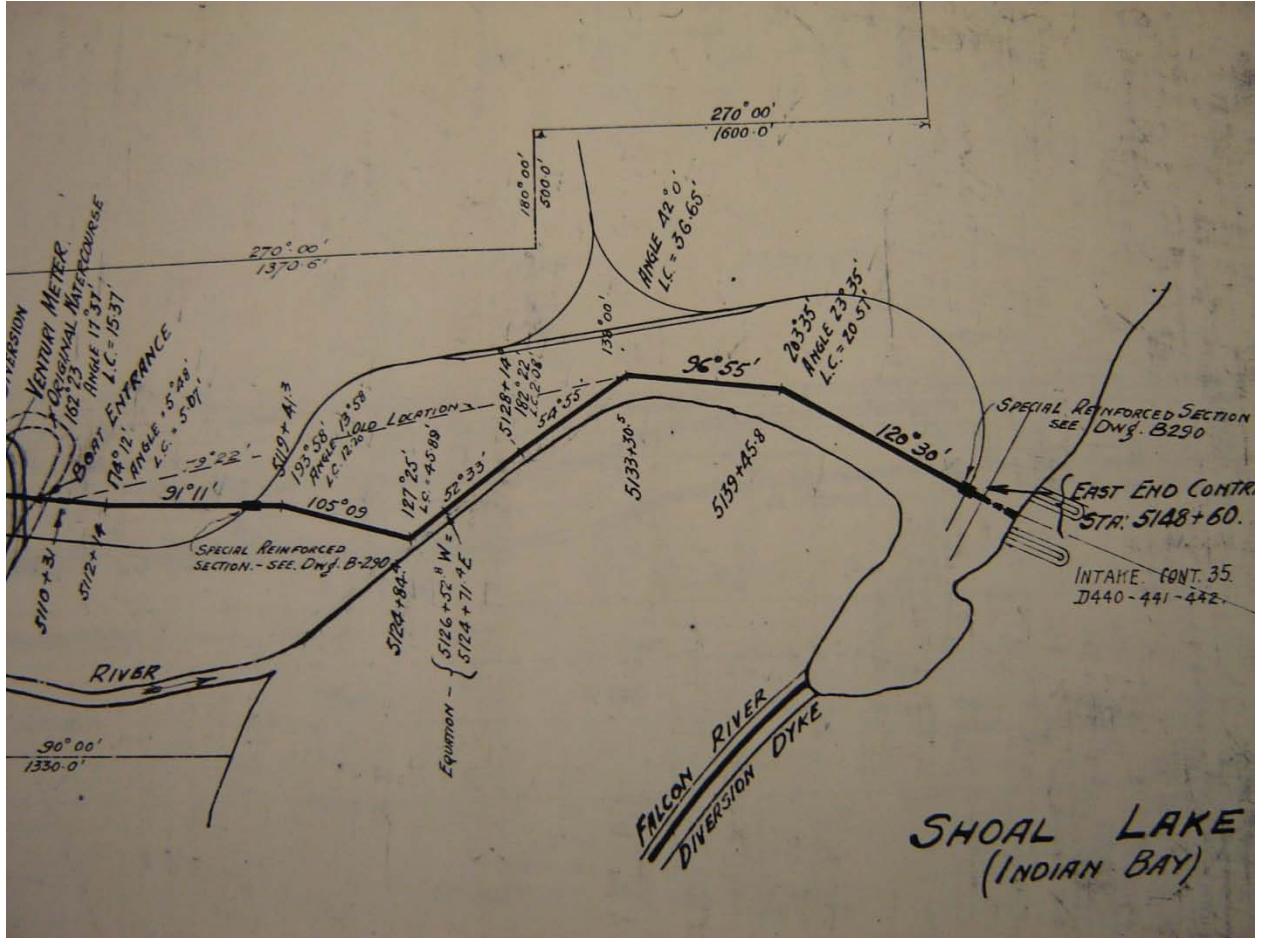 270° 00'
1600·0'
180° 00'
500·0'
270°·00'
1370·6'
ANGLE 42° 0'
L.C. = 36.65'
138° 00'
VENTURI METER.
ORIGINAL WATERCOURSE
162° 23'
ANGLE 17° 37'
L.C. = 15·37'
BOAT ENTRANCE
174° 12'
ANGLE = 5° 48'
L.C. = 5.07'
9° 22'
91° 11'
5119+41.3
193° 58'
ANGLE 13° 58'
L.C. 12.20
OLD LOCATION
105° 09
127° 25'
L.C. = 45.89'
52° 33'
5128+14
182° 22'
L.C. 2.08'
54° 55'
96° 55'
203° 35'
ANGLE 23° 35'
L.C. = 20.57'
120° 30'
SPECIAL REINFORCED SECTION
SEE DWG. B290
EAST END CONTR
STA: 5148+60.
INTAKE. CONT. 35.
D440-441-442.
5110+31
5112+14
SPECIAL REINFORCED
SECTION.- SEE. DWG. B-290
5124+84.4
EQUATION - { 5126+52.8 W =
5124+71.4 E
5133+30.5
5139+45.8
RIVER
90° 00'
1330·0'
FALCON RIVER
DIVERSION DYKE
SHOAL LAKE
(INDIAN BAY)